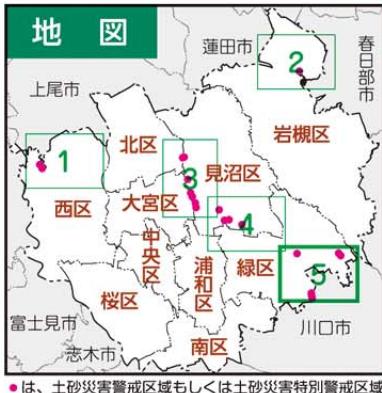 地 図
蓮田市
春日部市
上尾市
2
北区
岩槻区
1
3
見沼区
西区
大宮区
4
中央区
浦和区
緑区
5
桜区
富士見市
川口市
志木市
南区
●は、土砂災害警戒区域もしくは土砂災害特別警戒区域